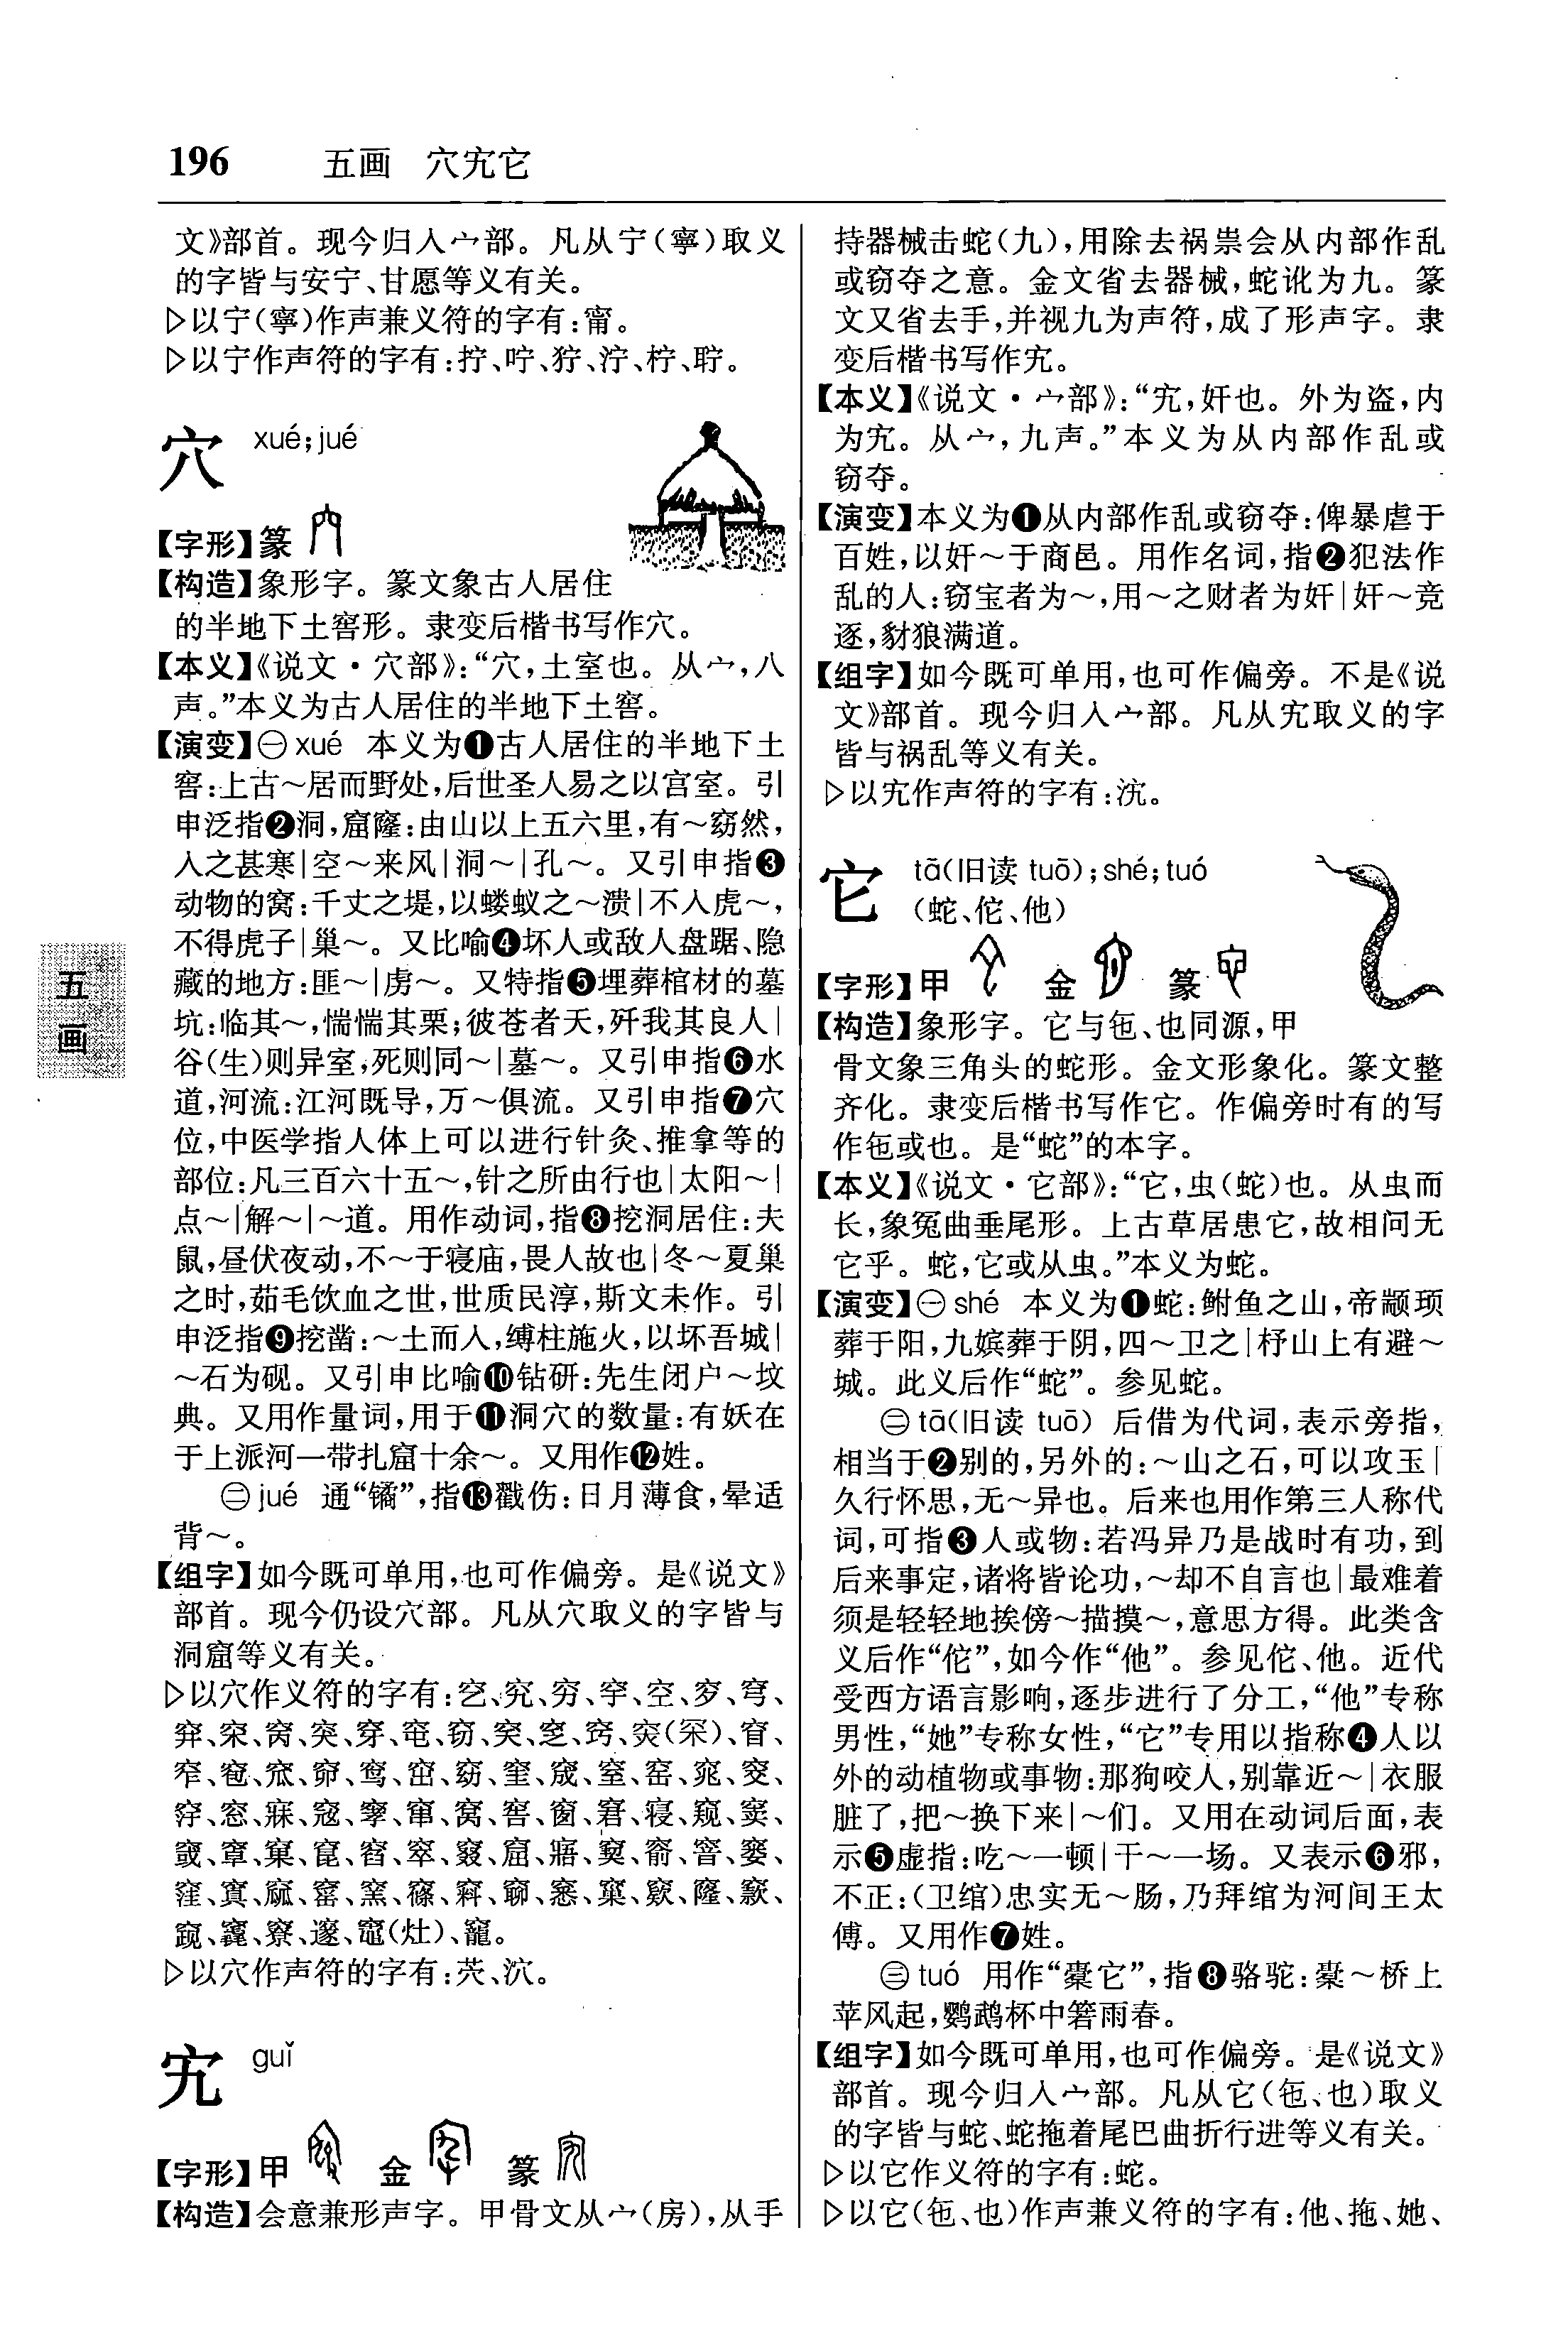 196 五画 穴宄它
文》部首。现今归入宀部。凡从宁(寧)取义
的字皆与安宁、甘愿等义有关。
▷以宁(寧)作声兼义符的字有:甯。
▷以宁作声符的字有:拧、咛、狞、泞、柠、聍。
穴 xué;jué
【字形】篆
【构造】象形字。篆文象古人居住
的半地下土窖形。隶变后楷书写作穴。
【本义】《说文·穴部》:“穴,土室也。从宀,八
声。”本义为古人居住的半地下土窖。
【演变】㊀xué 本义为❶古人居住的半地下土
窖:上古～居而野处,后世圣人易之以宫室。引
申泛指❷洞,窟窿:由山以上五六里,有～窈然,
入之甚寒|空～来风|洞～|孔～。又引申指❸
动物的窝:千丈之堤,以蝼蚁之～溃|不入虎～,
不得虎子|巢～。又比喻❹坏人或敌人盘踞、隐
藏的地方:匪～|虏～。又特指❺埋葬棺材的墓
坑:临其～,惴惴其栗;彼苍者天,歼我其良人|
谷(生)则异室,死则同～|墓～。又引申指❻水
道,河流:江河既导,万～俱流。又引申指❼穴
位,中医学指人体上可以进行针灸、推拿等的
部位:凡三百六十五～,针之所由行也|太阳～|
点～|解～|～道。用作动词,指❽挖洞居住:夫
鼠,昼伏夜动,不～于寝庙,畏人故也|冬～夏巢
之时,茹毛饮血之世,世质民淳,斯文未作。引
申泛指❾挖凿:～土而入,缚柱施火,以坏吾城|
～石为砚。又引申比喻❿钻研:先生闭户～坟
典。又用作量词,用于⓫洞穴的数量:有妖在
于上派河一带扎窟十余～。又用作⓬姓。
㊁jué 通“鐍”,指⓭戳伤:日月薄食,晕适
背～。
【组字】如今既可单用,也可作偏旁。是《说文》
部首。现今仍设穴部。凡从穴取义的字皆与
洞窟等义有关。
▷以穴作义符的字有:穵、究、穷、穸、空、穹、
穽、突、穿、窀、窃、窍、
窄、窅、窈、窒、窑、窕、
窝、窖、窗、窘、窥、窦、
窠、窟、
窪、窿、
窜、竂、邃、竈(灶)、竉。
▷以穴作声符的字有:茓、泬。
宄 guǐ
【字形】甲 金 篆
【构造】会意兼形声字。甲骨文从宀(房),从手
五画
持器械击蛇(九),用除去祸祟会从内部作乱
或窃夺之意。金文省去器械,蛇讹为九。篆
文又省去手,并视九为声符,成了形声字。隶
变后楷书写作宄。
【本义】《说文·宀部》:“宄,奸也。外为盗,内
为宄。从宀,九声。”本义为从内部作乱或
窃夺。
【演变】本义为❶从内部作乱或窃夺:俾暴虐于
百姓,以奸～于商邑。用作名词,指❷犯法作
乱的人:窃宝者为～,用～之财者为奸|奸～竞
逐,豺狼满道。
【组字】如今既可单用,也可作偏旁。不是《说
文》部首。现今归入宀部。凡从宄取义的字
皆与祸乱等义有关。
▷以宄作声符的字有:㳁。
它 tā(旧读 tuō);shé;tuó
(蛇、佗、他)
【字形】甲 金 篆
【构造】象形字。它与㐌、也同源,甲
骨文象三角头的蛇形。金文形象化。篆文整
齐化。隶变后楷书写作它。作偏旁时有的写
作㐌或也。是“蛇”的本字。
【本义】《说文·它部》:“它,虫(蛇)也。从虫而
长,象冤曲垂尾形。上古草居患它,故相问无
它乎。蛇,它或从虫。”本义为蛇。
【演变】㊀shé 本义为❶蛇:鲋鱼之山,帝颛顼
葬于阳,九嫔葬于阴,四～卫之|杼山上有避～
城。此义后作“蛇”。参见蛇。
㊁tā(旧读 tuō) 后借为代词,表示旁指,
相当于❷别的,另外的:～山之石,可以攻玉|
久行怀思,无～异也。后来也用作第三人称代
词,可指❸人或物:若冯异乃是战时有功,到
后来事定,诸将皆论功,～却不自言也|最难着
须是轻轻地挨傍～描摸～,意思方得。此类含
义后作“佗”,如今作“他”。参见佗、他。近代
受西方语言影响,逐步进行了分工,“他”专称
男性,“她”专称女性,“它”专用以指称❹人以
外的动植物或事物:那狗咬人,别靠近～|衣服
脏了,把～换下来|～们。又用在动词后面,表
示❺虚指:吃～一顿|干～一场。又表示❻邪,
不正:(卫绾)忠实无～肠,乃拜绾为河间王太
傅。又用作❼姓。
㊂tuó 用作“橐它”,指❽骆驼:橐～桥上
苹风起,鹦鹉杯中箬雨春。
【组字】如今既可单用,也可作偏旁。是《说文》
部首。现今归入宀部。凡从它(㐌、也)取义
的字皆与蛇、蛇拖着尾巴曲折行进等义有关。
▷以它作义符的字有:蛇。
▷以它(㐌、也)作声兼义符的字有:他、拖、她、